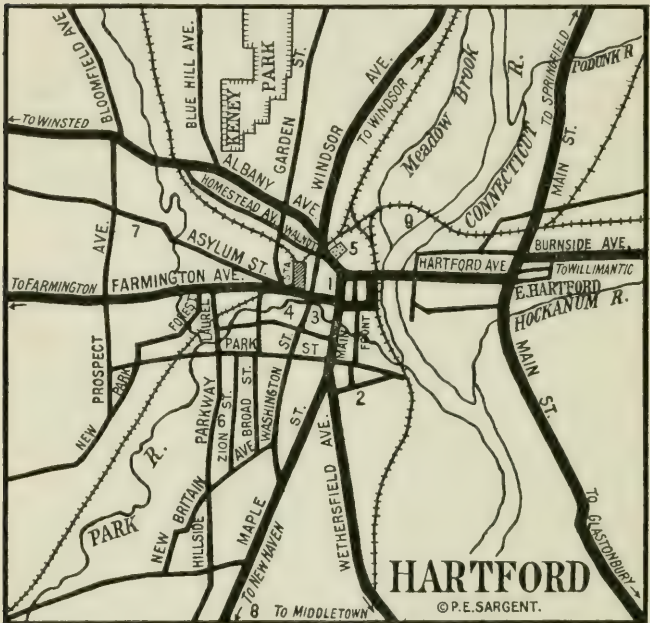 BLOOMFIELD AVE
BLUE HILL AVE.
KENEY
PARK
GARDEN ST.
WINDSOR AVE.
TO WINDSOR
Meadow Brook
CONNECTICUT R.
TO SPRINGFIELD
PODUNK R
MAIN ST.
TO WINSTED
ALBANY AVE.
HOMESTEAD AV.
WALNUT
7
ASYLUM ST.
STA.
5
9
HARTFORD AVE
BURNSIDE AVE.
TO WILLIMANTIC
TO FARMINGTON
FARMINGTON AVE.
1
E. HARTFORD
HOCKANUM R.
FOREST
LAUREL
4
3
PARK ST
MAIN
FRONT
2
PROSPECT AVE.
NEW PARK
PARKWAY
ZION ST.
6
BROAD ST.
WASHINGTON ST
MAIN ST.
PARK R.
NEW BRITAIN AVE
HILLSIDE
MAPLE ST.
WETHERSFIELD AVE.
TO NEW HAVEN
8
TO MIDDLETOWN
TO GLASTONBURY
HARTFORD
© P.E. SARGENT.